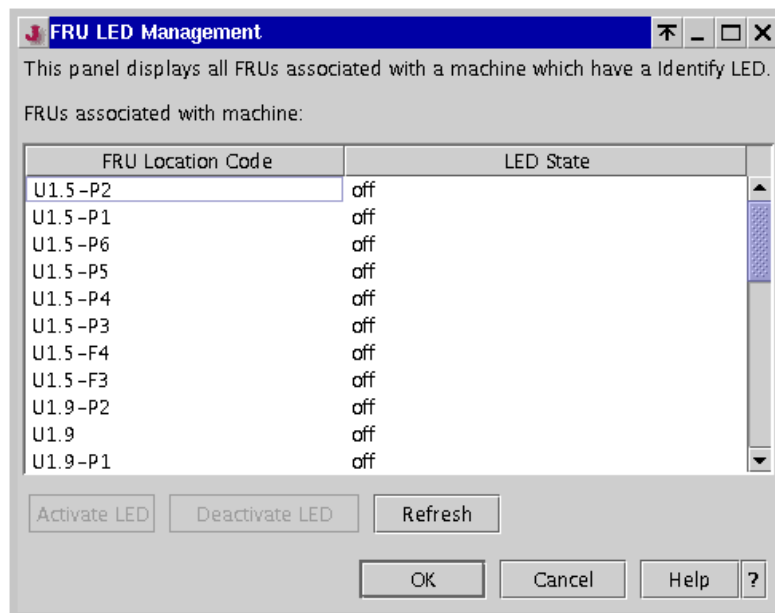 FRU LED Management
This panel displays all FRUs associated with a machine which have a Identify LED.
FRUs associated with machine:
FRU Location Code LED State
U1.5-P2 off
U1.5-P1 off
U1.5-P6 off
U1.5-P5 off
U1.5-P4 off
U1.5-P3 off
U1.5-F4 off
U1.5-F3 off
U1.9-P2 off
U1.9 off
U1.9-P1 off
Activate LED Deactivate LED Refresh
OK Cancel Help ?